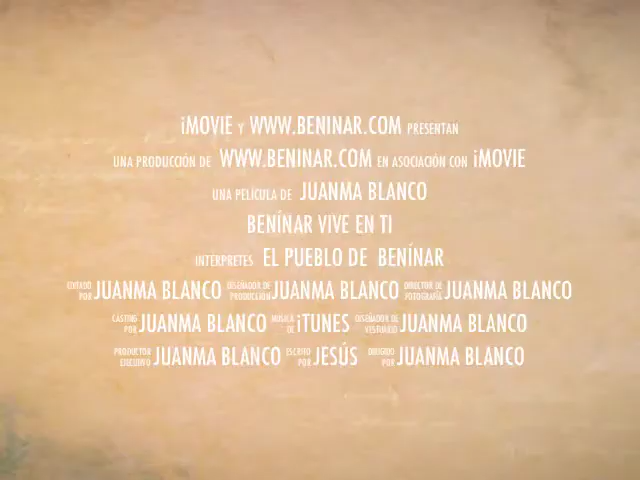 iMOVIE Y WWW.BENINAR.COM PRESENTAN
UNA PRODUCCIÓN DE WWW.BENINAR.COM EN ASOCIACIÓN CON iMOVIE
UNA PELÍCULA DE JUANMA BLANCO
BENÍNAR VIVE EN TI
INTÉRPRETES EL PUEBLO DE BENÍNAR
EDITADO POR JUANMA BLANCO DISEÑADOR DE PRODUCCIÓN JUANMA BLANCO DIRECTOR DE FOTOGRAFÍA JUANMA BLANCO
CASTING POR JUANMA BLANCO MÚSICA DE iTUNES DISEÑADOR DE VESTUARIO JUANMA BLANCO
PRODUCTOR EJECUTIVO JUANMA BLANCO ESCRITO POR JESÚS DIRIGIDO POR JUANMA BLANCO